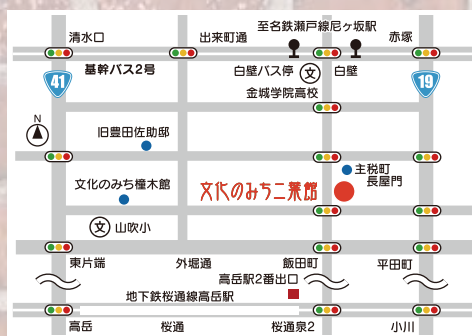 至名鉄瀬戸線尼ヶ坂駅
清水口
出来町通
赤塚
基幹バス2号
白壁バス停
文
白壁
41
金城学院高校
19
N
旧豊田佐助邸
主税町
長屋門
文化のみち橦木館
文化のみち二葉館
文
山吹小
東片端
外堀通
飯田町
平田町
高岳駅2番出口
地下鉄桜通線高岳駅
高岳
桜通
桜通泉2
小川